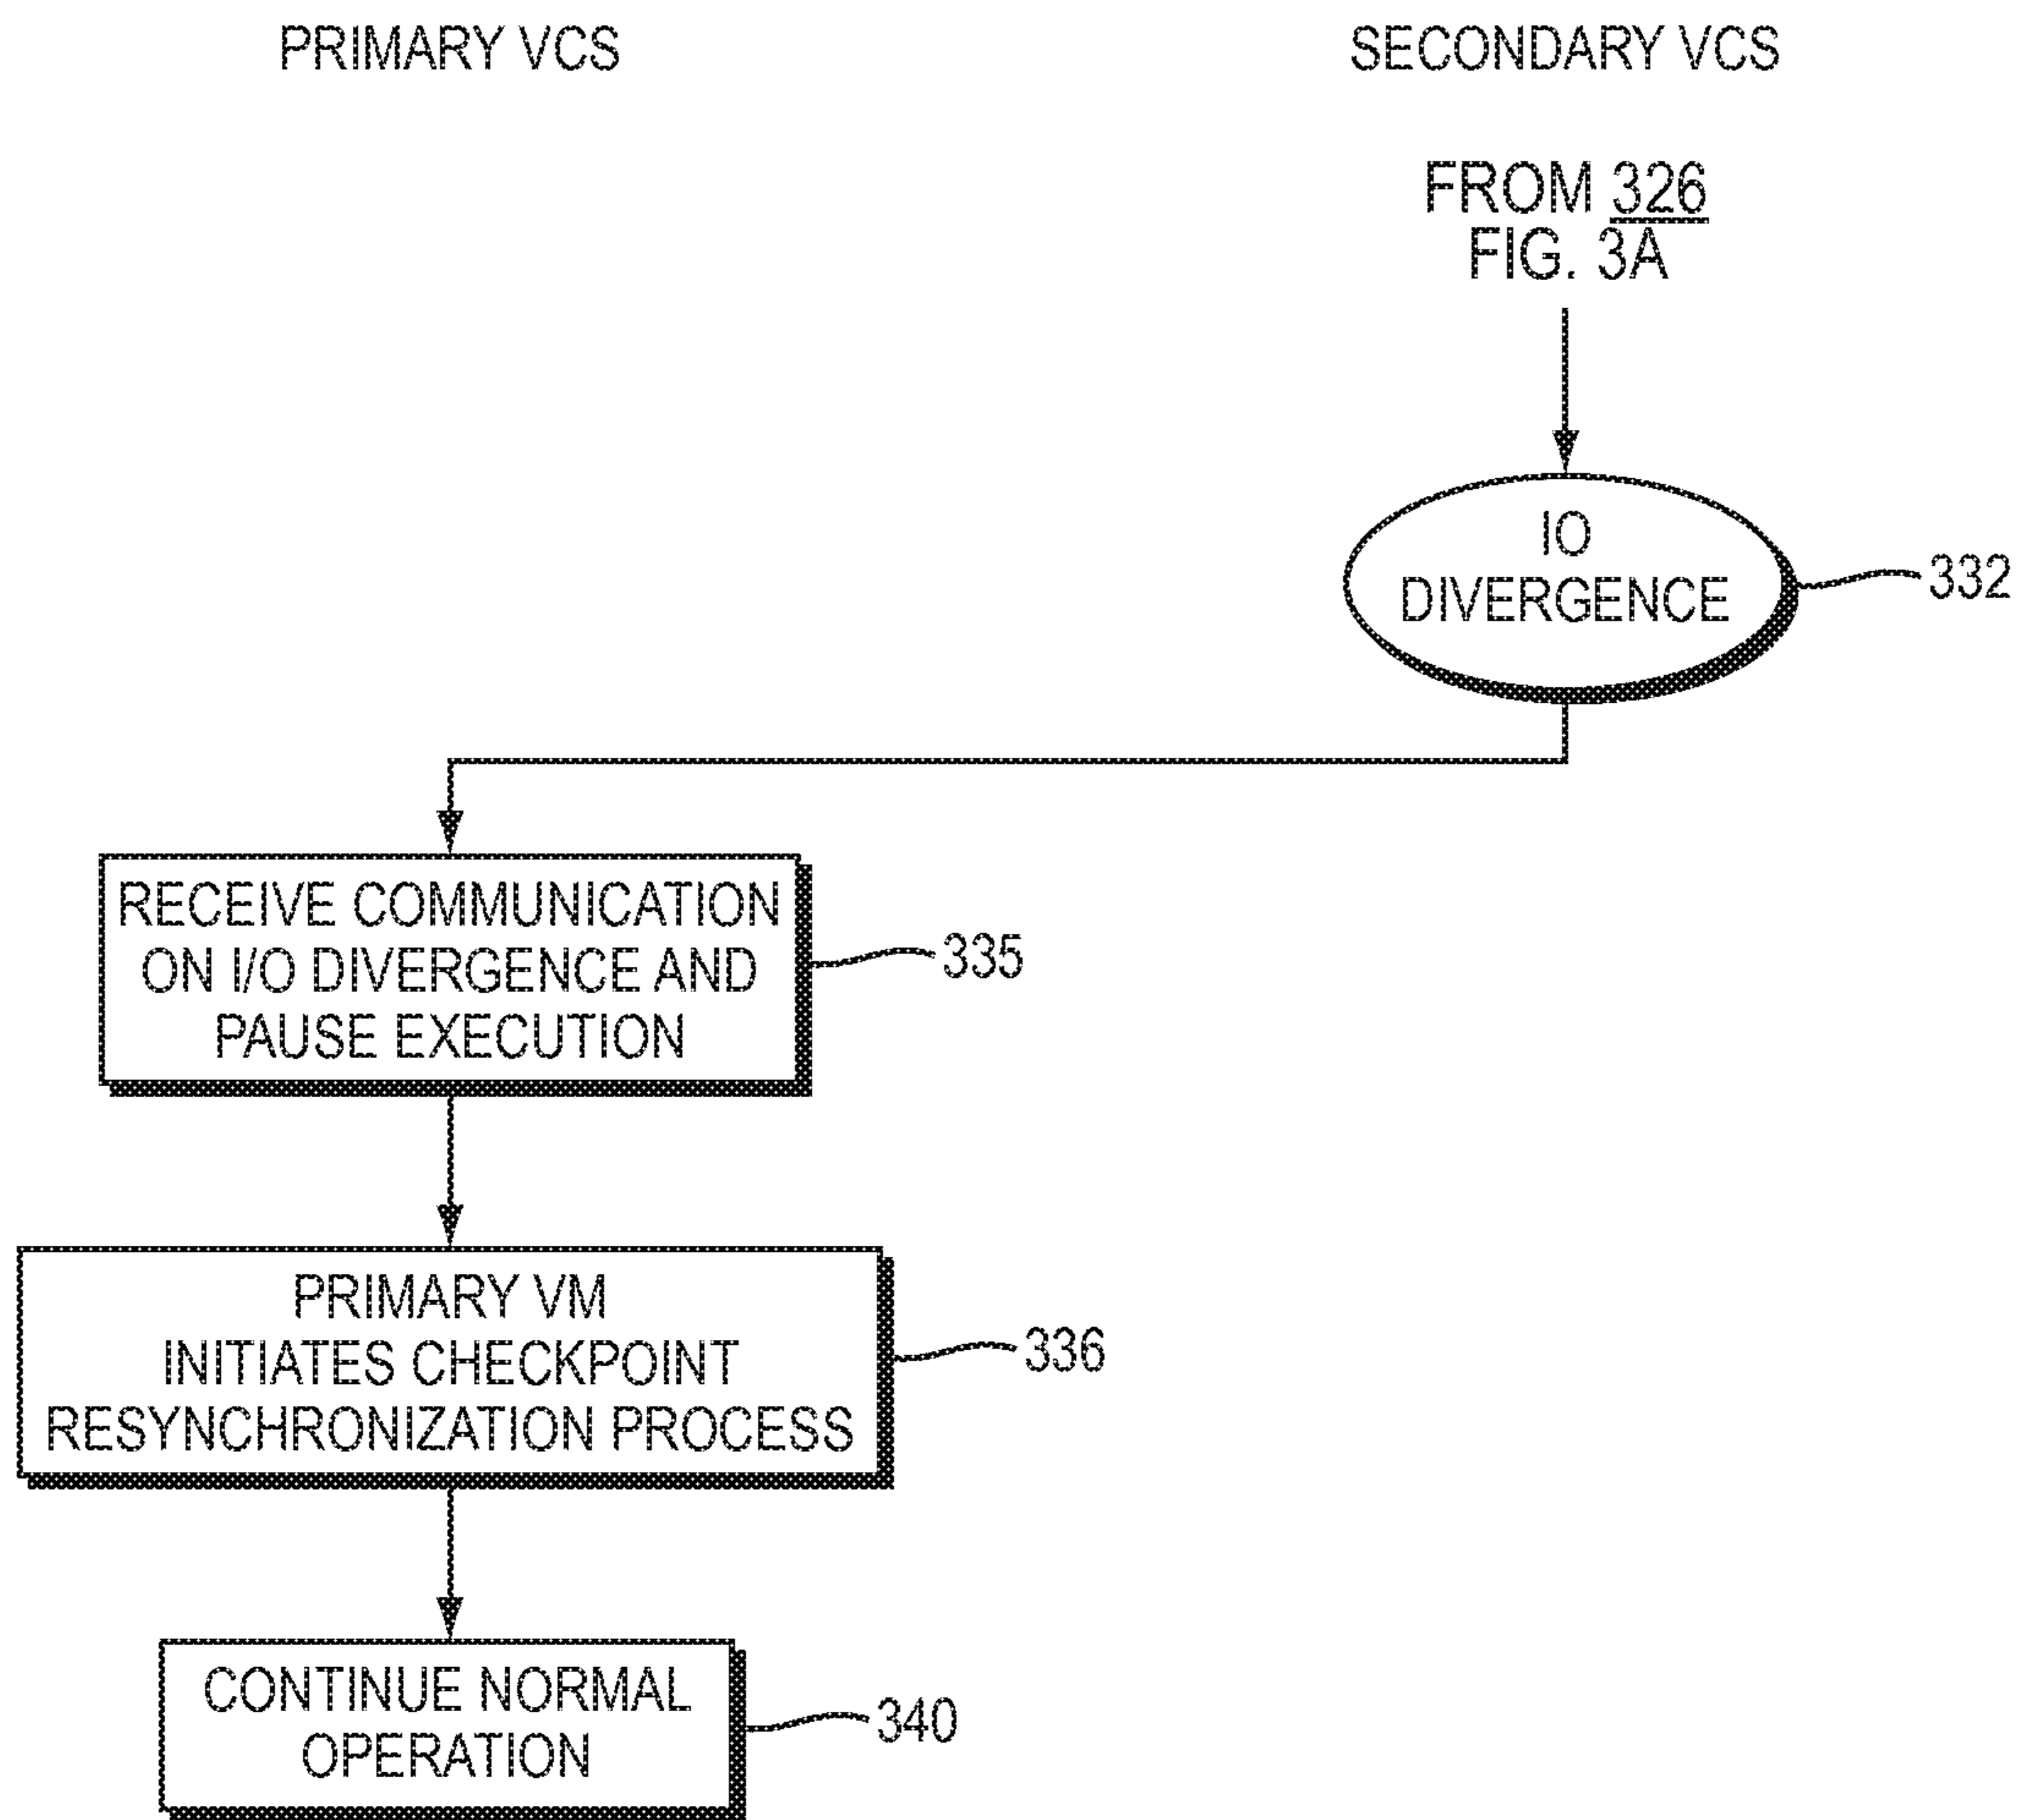 PRIMARY VCS
SECONDARY VCS
FROM 326
FIG. 3A
IO
DIVERGENCE
332
RECEIVE COMMUNICATION
ON I/O DIVERGENCE AND
PAUSE EXECUTION
335
PRIMARY VM
INITIATES CHECKPOINT
RESYNCHRONIZATION PROCESS
336
CONTINUE NORMAL
OPERATION
340